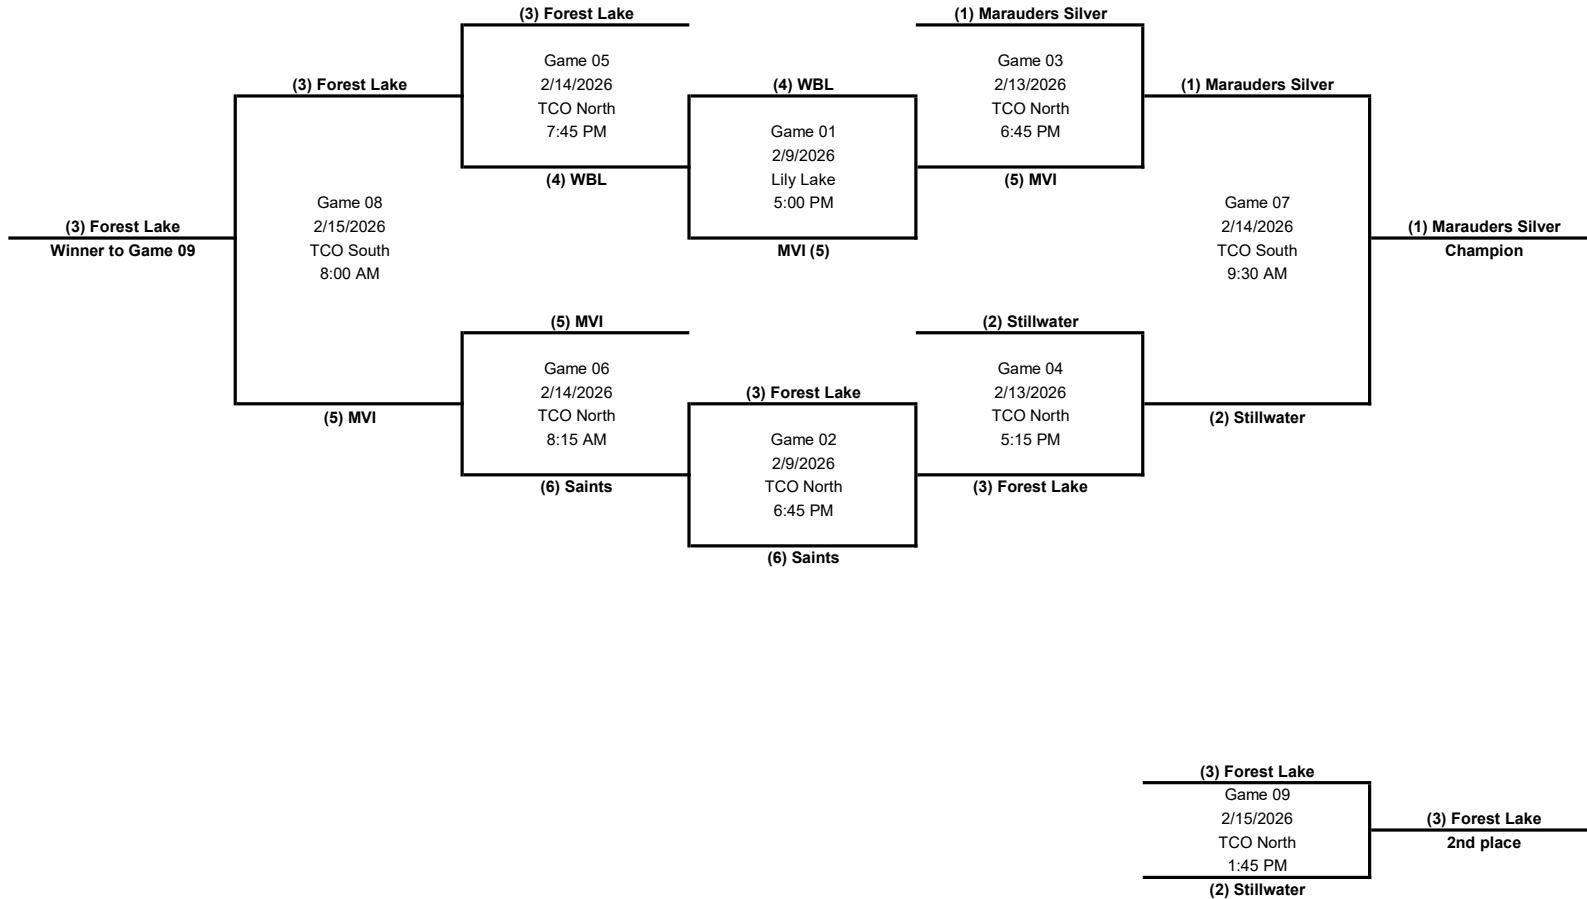 (3) Forest Lake
(1) Marauders Silver
Game 05
2/14/2026
TCO North
7:45 PM
Game 03
2/13/2026
TCO North
6:45 PM
(3) Forest Lake
(4) WBL
(1) Marauders Silver
Game 01
2/9/2026
Lily Lake
5:00 PM
(4) WBL
(5) MVI
Game 08
2/15/2026
TCO South
8:00 AM
Game 07
2/14/2026
TCO South
9:30 AM
(3) Forest Lake
Winner to Game 09
MVI (5)
(1) Marauders Silver
Champion
(5) MVI
(2) Stillwater
Game 06
2/14/2026
TCO North
8:15 AM
Game 04
2/13/2026
TCO North
5:15 PM
(3) Forest Lake
(5) MVI
(2) Stillwater
Game 02
2/9/2026
TCO North
6:45 PM
(6) Saints
(3) Forest Lake
(6) Saints
(3) Forest Lake
Game 09
2/15/2026
TCO North
1:45 PM
(3) Forest Lake
2nd place
(2) Stillwater